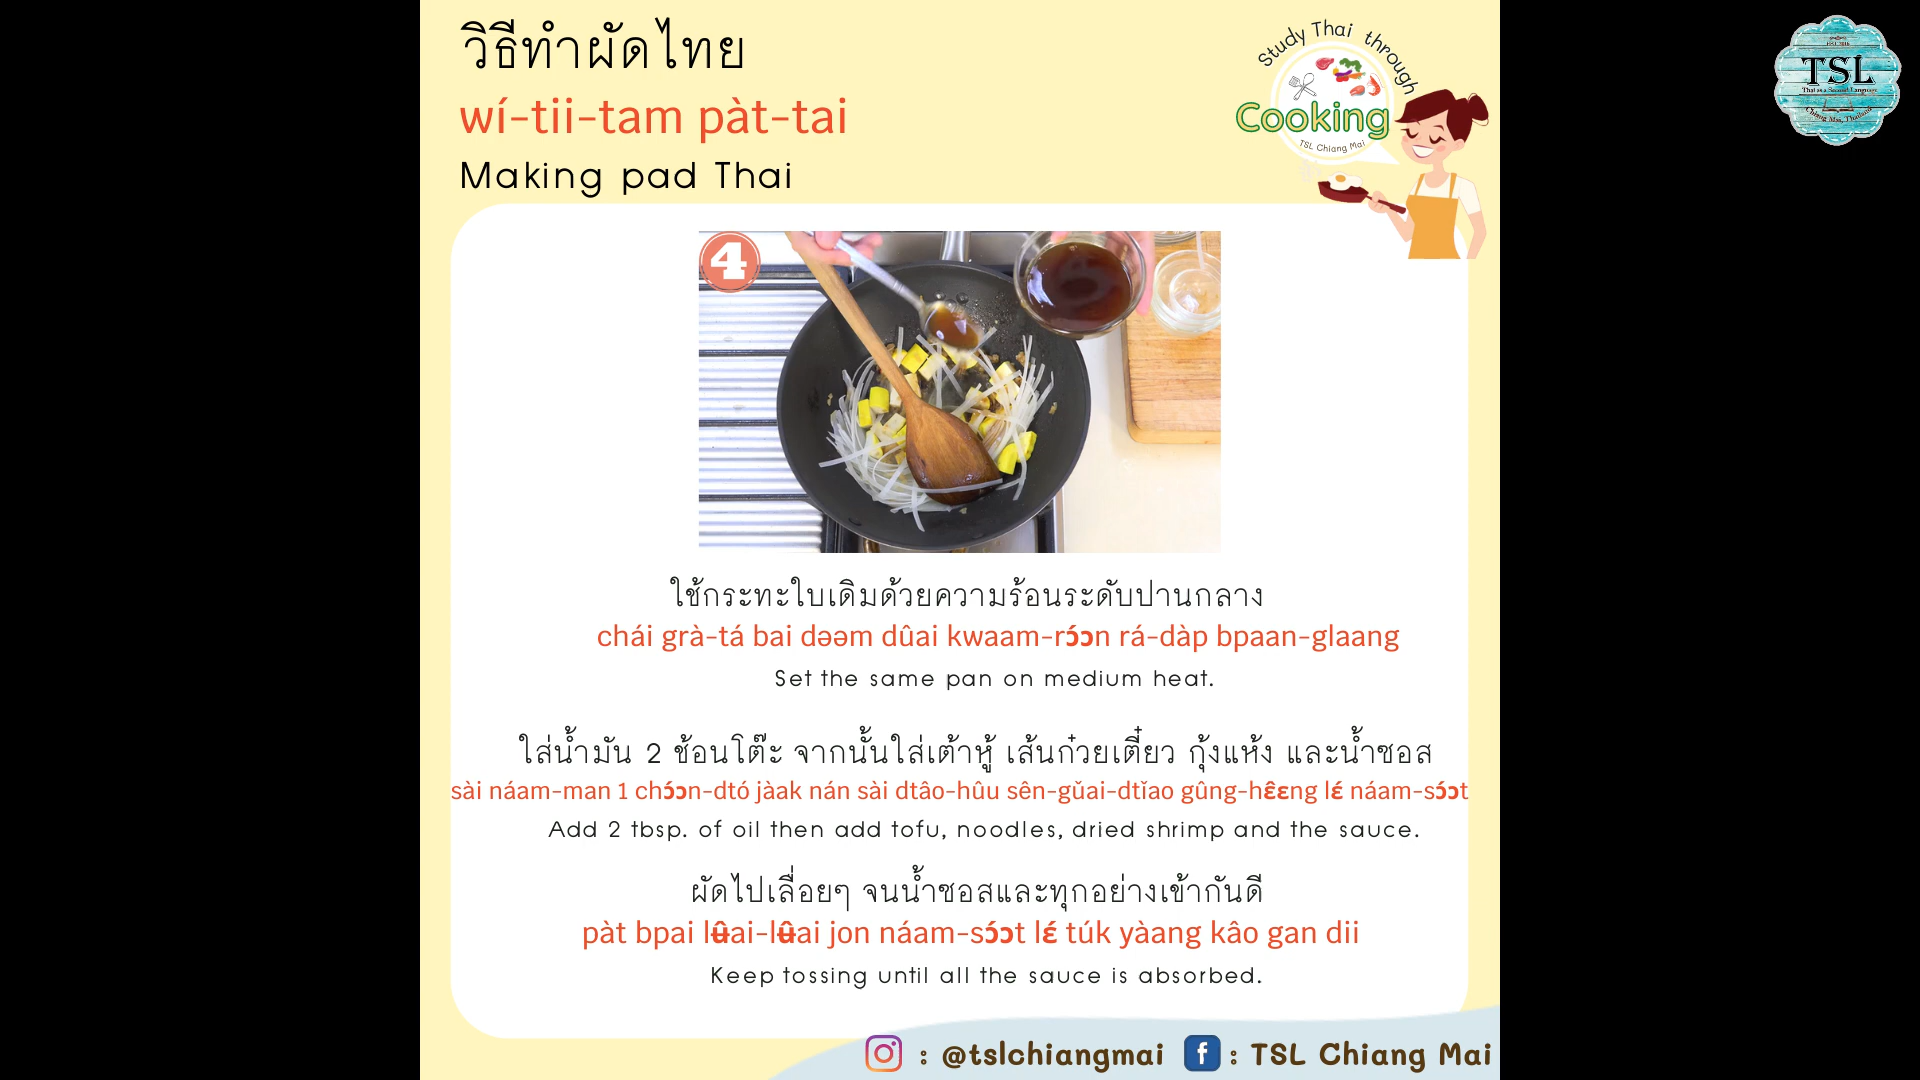 วิธีทำผัดไทย
wí-tii-tam pàt-tai
Making pad Thai
Study Thai through
Cooking
TSL Chiang Mai
TSL
Thai as a Second Language
Chiang Mai, Thailand
4
ใช้กระทะใบเดิมด้วยความร้อนระดับปานกลาง
chái grà-tá bai dəəm dûai kwaam-rɔ́ɔn rá-dàp bpaan-glaang
Set the same pan on medium heat.
ใส่น้ำมัน 2 ช้อนโต๊ะ จากนั้นใส่เต้าหู้ เส้นก๋วยเตี๋ยว กุ้งแห้ง และน้ำซอส
sài náam-man 1 chɔ́ɔn-dtó jàak nán sài dtâo-hûu sên-gǔai-dtǐao gûng-hɛ̂ɛng lɛ́ náam-sɔ́ɔt
Add 2 tbsp. of oil then add tofu, noodles, dried shrimp and the sauce.
ผัดไปเลื่อยๆ จนน้ำซอสและทุกอย่างเข้ากันดี
pàt bpai lʉ̂ai-lʉ̂ai jon náam-sɔ́ɔt lɛ́ túk yàang kâo gan dii
Keep tossing until all the sauce is absorbed.
: @tslchiangmai : TSL Chiang Mai